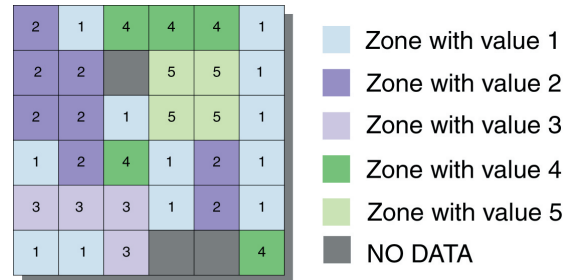 2 1 4 4 4 1
2 2 5 5 1
2 2 1 5 5 1
1 2 4 1 2 1
3 3 3 1 2 1
1 1 3 4
Zone with value 1
Zone with value 2
Zone with value 3
Zone with value 4
Zone with value 5
NO DATA